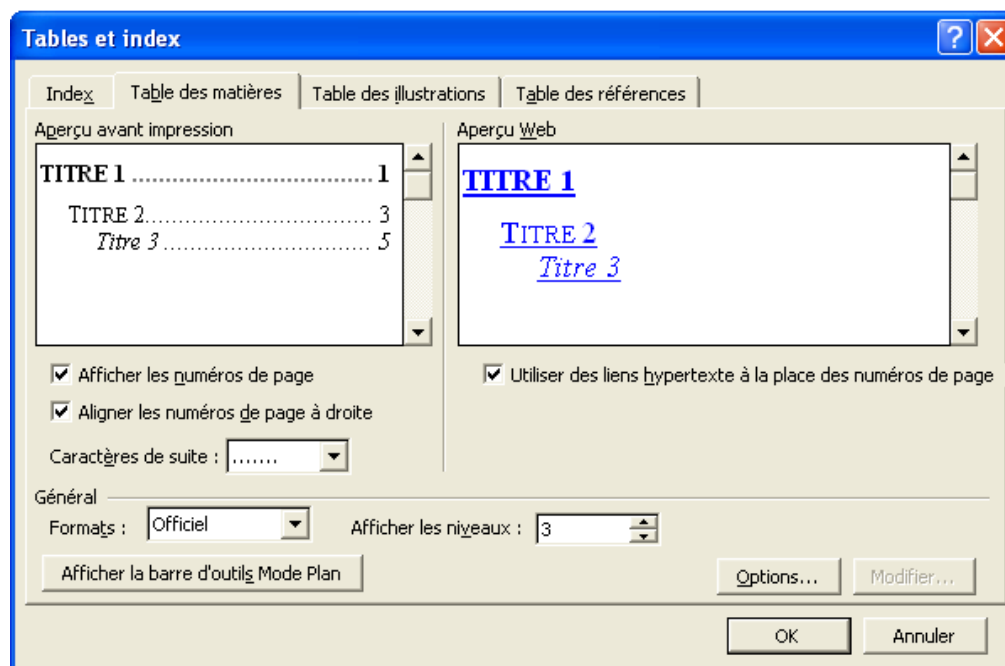 Tables et index
Index Table des matières Table des illustrations Table des références
Aperçu avant impression
TITRE 1 ........................................ 1
TITRE 2........................................ 3
Titre 3 ........................................ 5
Aperçu Web
TITRE 1
TITRE 2
Titre 3
Afficher les numéros de page
Aligner les numéros de page à droite
Caractères de suite : .......
Utiliser des liens hypertexte à la place des numéros de page
Général
Formats : Officiel Afficher les niveaux : 3
Afficher la barre d'outils Mode Plan Options... Modifier...
OK Annuler